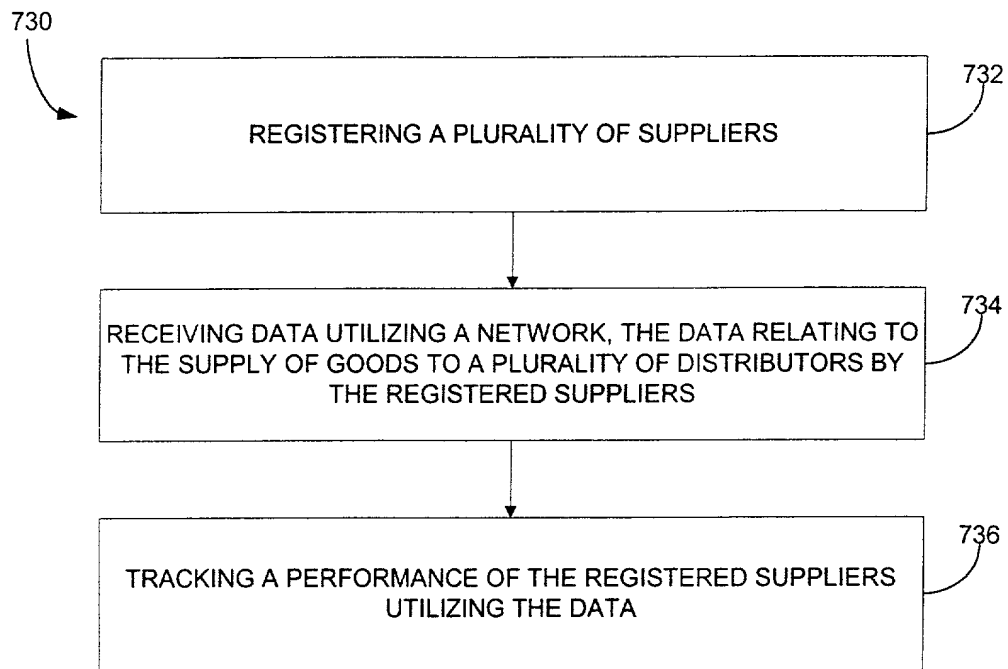 730
732
REGISTERING A PLURALITY OF SUPPLIERS
734
RECEIVING DATA UTILIZING A NETWORK, THE DATA RELATING TO
THE SUPPLY OF GOODS TO A PLURALITY OF DISTRIBUTORS BY
THE REGISTERED SUPPLIERS
736
TRACKING A PERFORMANCE OF THE REGISTERED SUPPLIERS
UTILIZING THE DATA